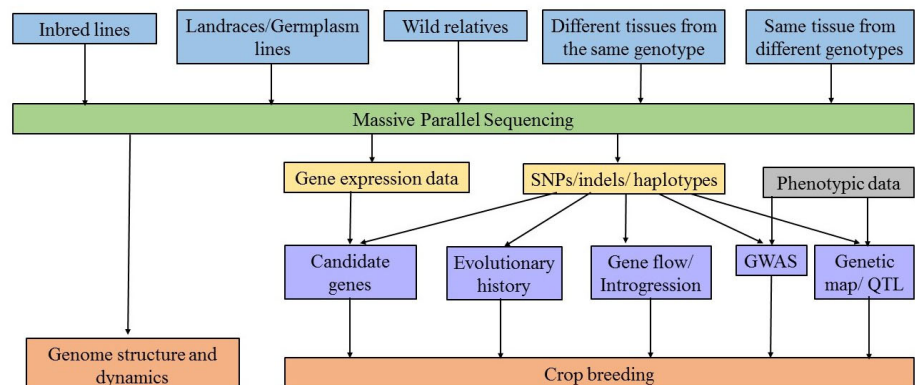 Inbred lines
Landraces/Germplasm
lines
Wild relatives
Different tissues from
the same genotype
Same tissue from
different genotypes
Massive Parallel Sequencing
Gene expression data
SNPs/indels/ haplotypes
Phenotypic data
Candidate
genes
Evolutionary
history
Gene flow/
Introgression
GWAS
Genetic
map/ QTL
Genome structure and
dynamics
Crop breeding